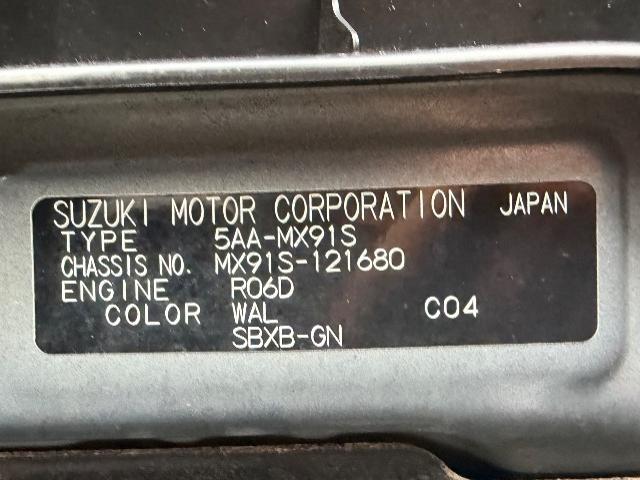 SUZUKI MOTOR CORPORATION JAPAN
TYPE 5AA-MX91S
CHASSIS NO. MX91S-121680
ENGINE R06D
COLOR WAL C04
SBXB-GN